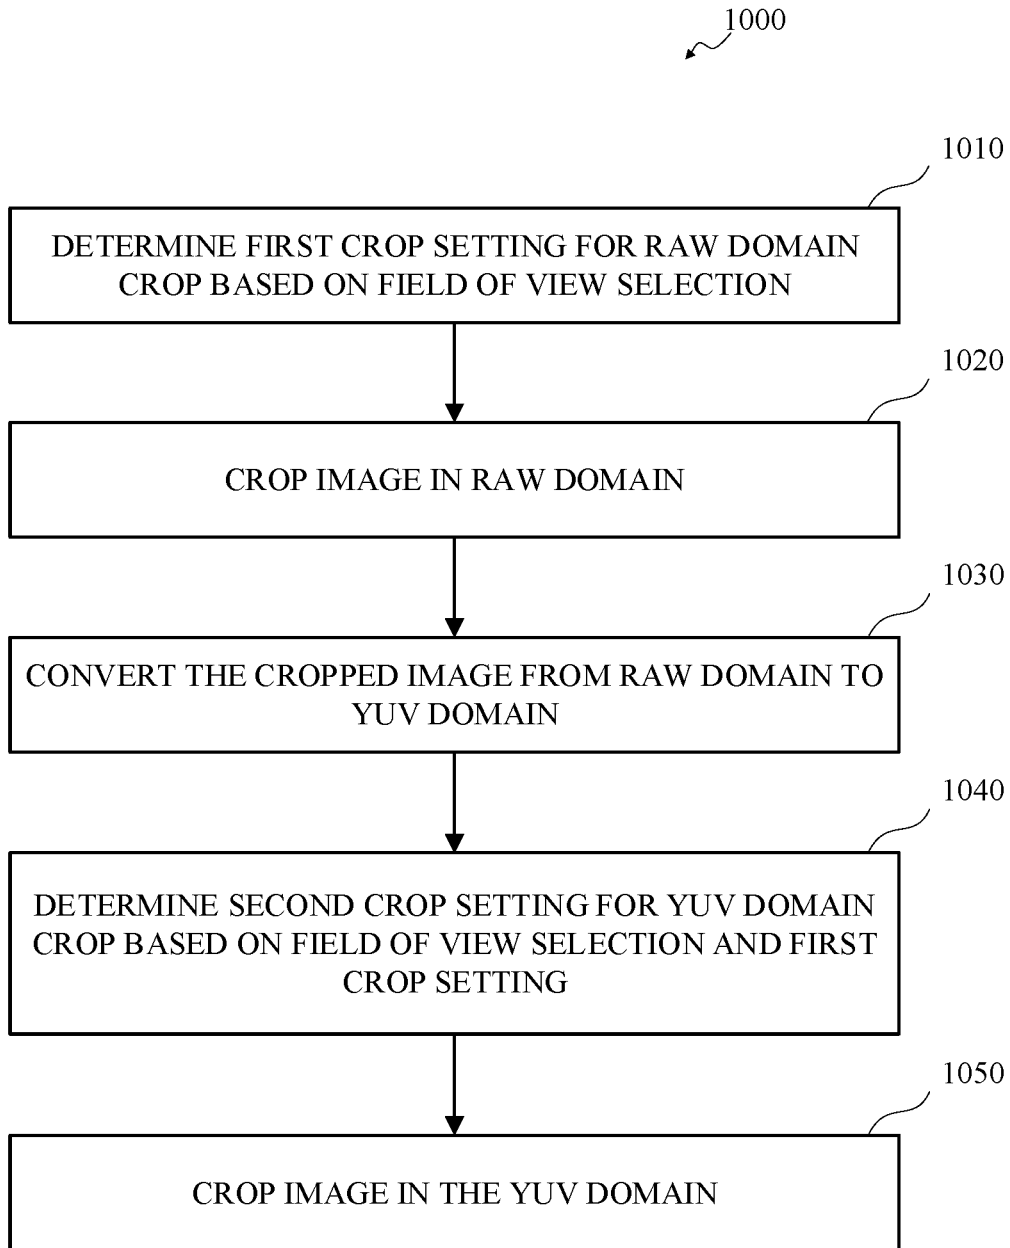 1000
1010
DETERMINE FIRST CROP SETTING FOR RAW DOMAIN
CROP BASED ON FIELD OF VIEW SELECTION
1020
CROP IMAGE IN RAW DOMAIN
1030
CONVERT THE CROPPED IMAGE FROM RAW DOMAIN TO
YUV DOMAIN
1040
DETERMINE SECOND CROP SETTING FOR YUV DOMAIN
CROP BASED ON FIELD OF VIEW SELECTION AND FIRST
CROP SETTING
1050
CROP IMAGE IN THE YUV DOMAIN